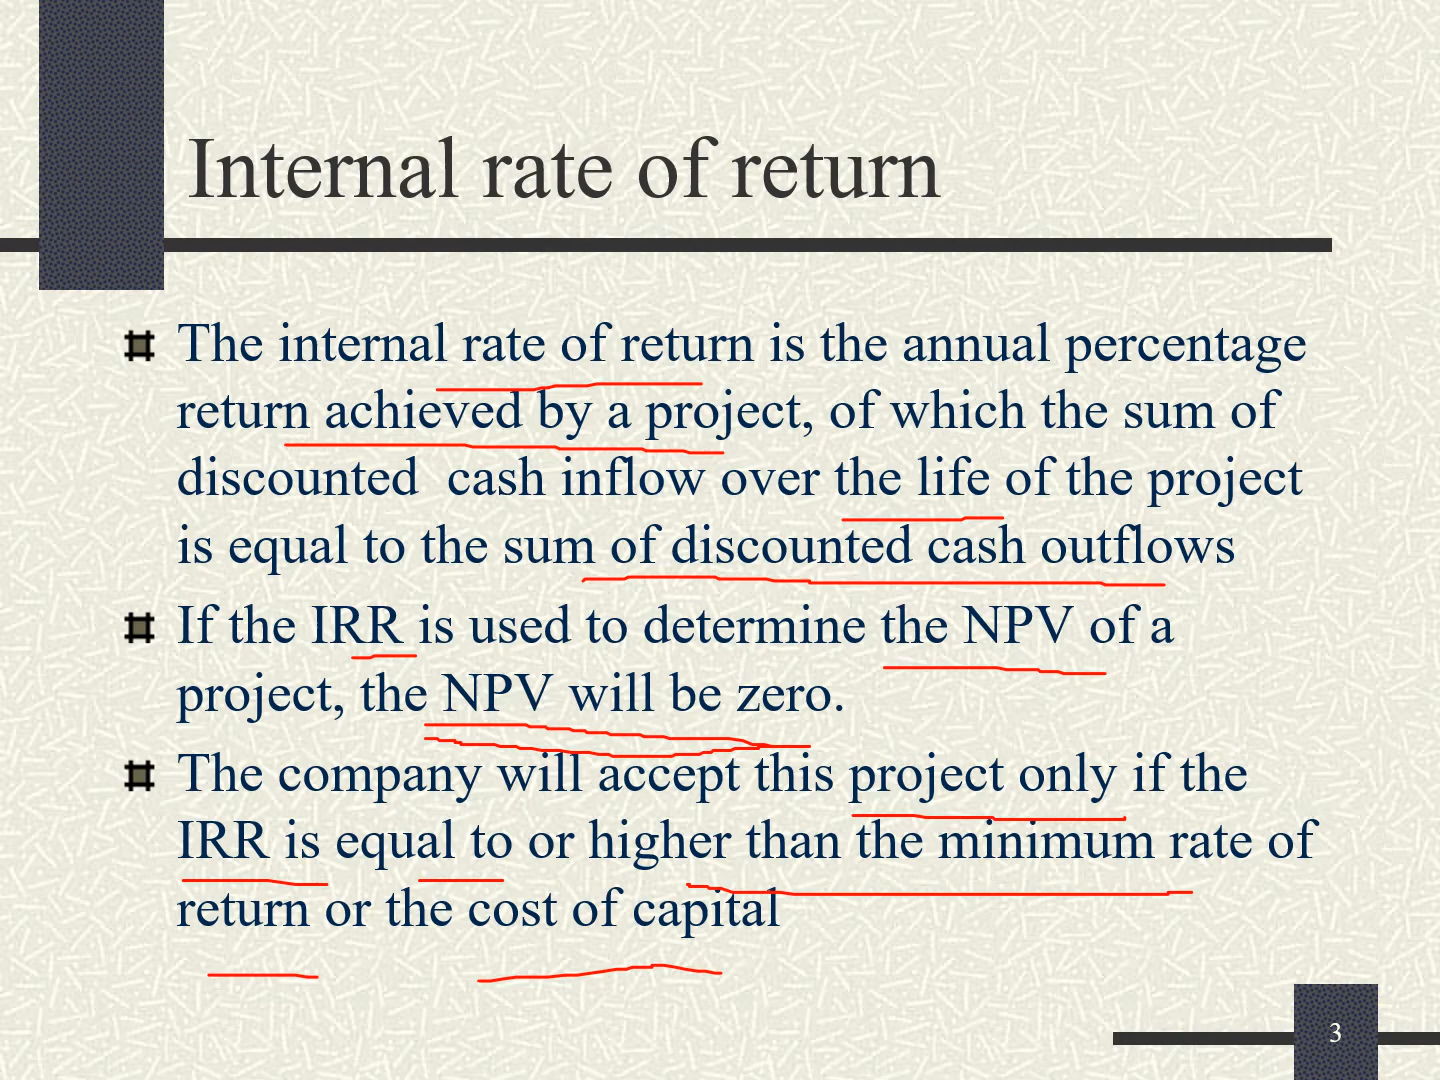 Internal rate of return
The internal rate of return is the annual percentage
return achieved by a project, of which the sum of
discounted  cash inflow over the life of the project
is equal to the sum of discounted cash outflows
If the IRR is used to determine the NPV of a
project, the NPV will be zero.
The company will accept this project only if the
IRR is equal to or higher than the minimum rate of
return or the cost of capital
3